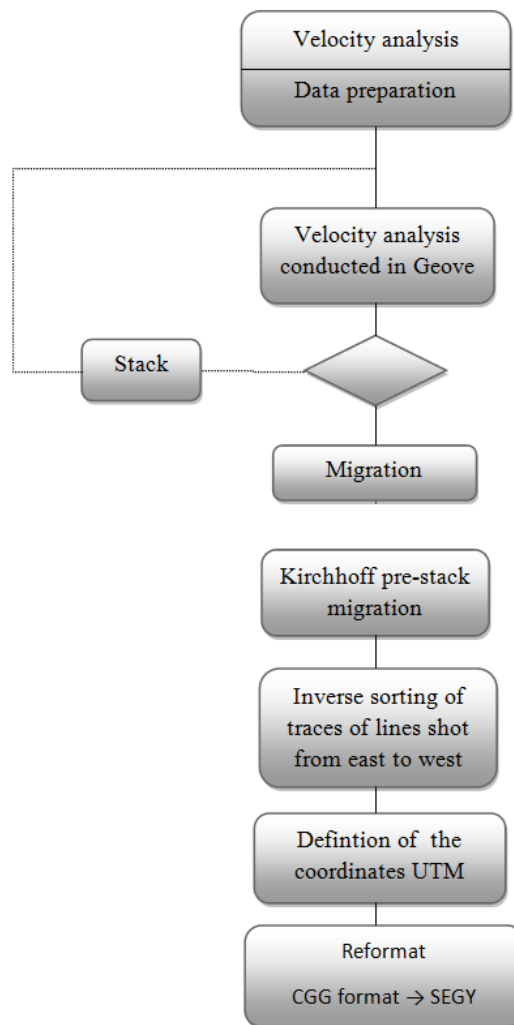 Velocity analysis
Data preparation
Velocity analysis
conducted in Geove
Stack
Migration
Kirchhoff pre-stack
migration
Inverse sorting of
traces of lines shot
from east to west
Defintion of the
coordinates UTM
Reformat
CGG format → SEGY